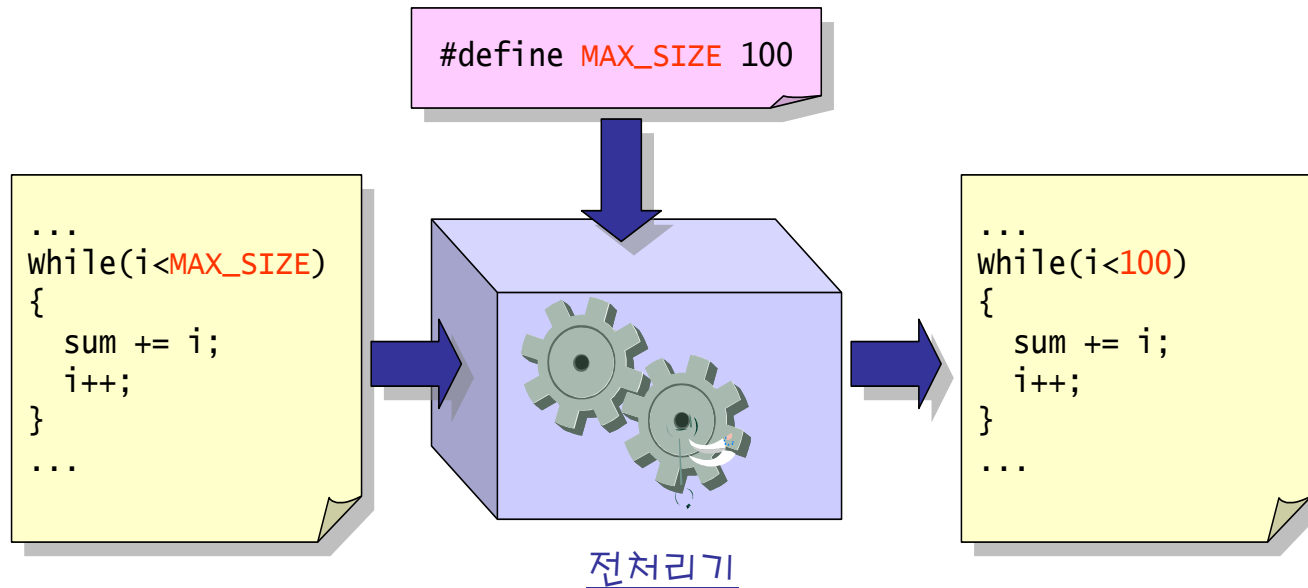 #define MAX_SIZE 100
...
while(i<MAX_SIZE)
{
  sum += i;
  i++;
}
...
...
while(i<100)
{
  sum += i;
  i++;
}
...
전처리기